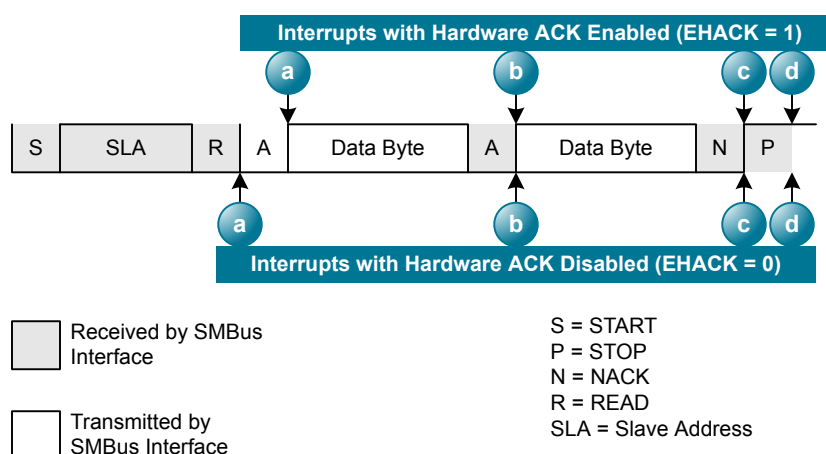 Interrupts with Hardware ACK Enabled (EHACK = 1)
a b c d
S SLA R A Data Byte A Data Byte N P
a b c d
Interrupts with Hardware ACK Disabled (EHACK = 0)
Received by SMBus
Interface
Transmitted by
SMBus Interface
S = START
P = STOP
N = NACK
R = READ
SLA = Slave Address